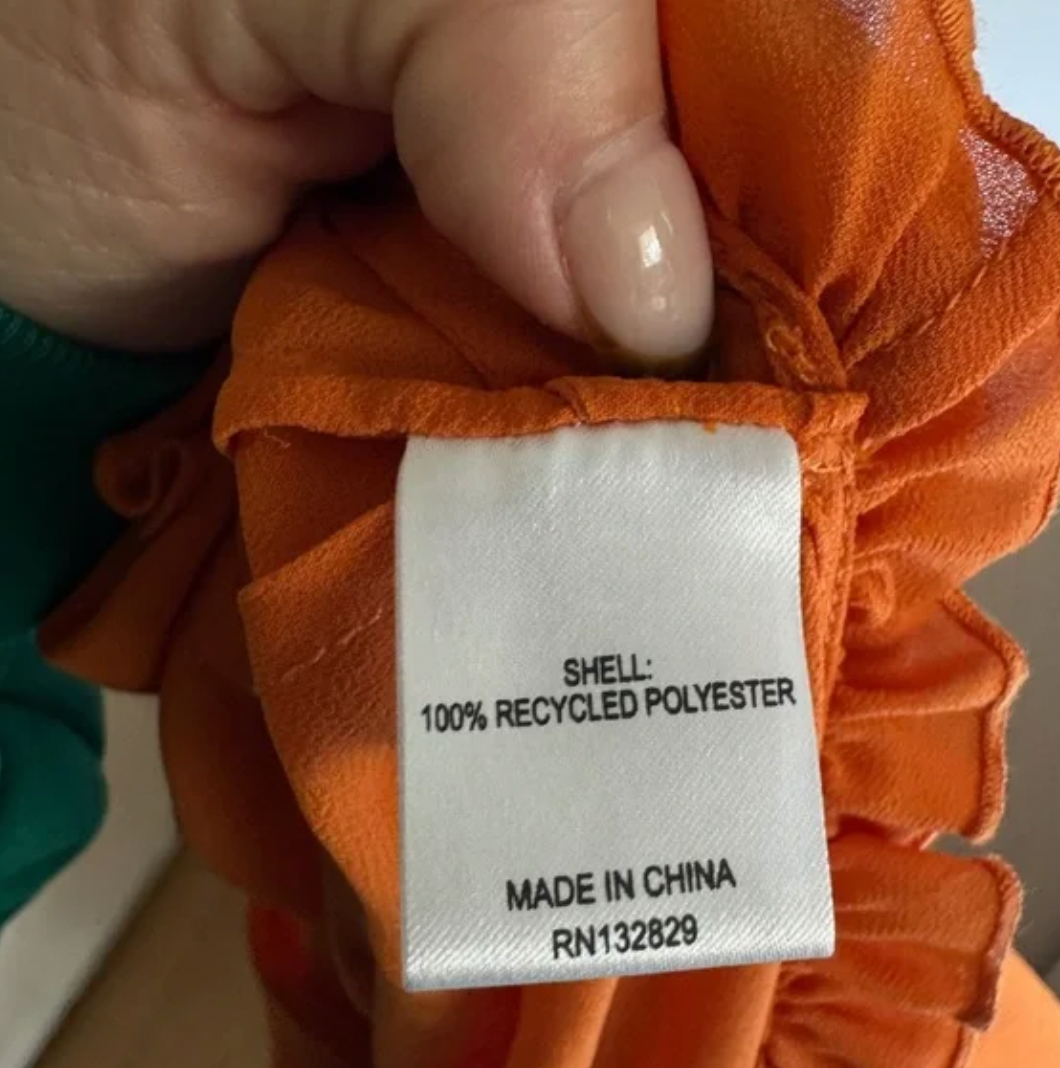 SHELL:
100% RECYCLED POLYESTER
MADE IN CHINA
RN132829